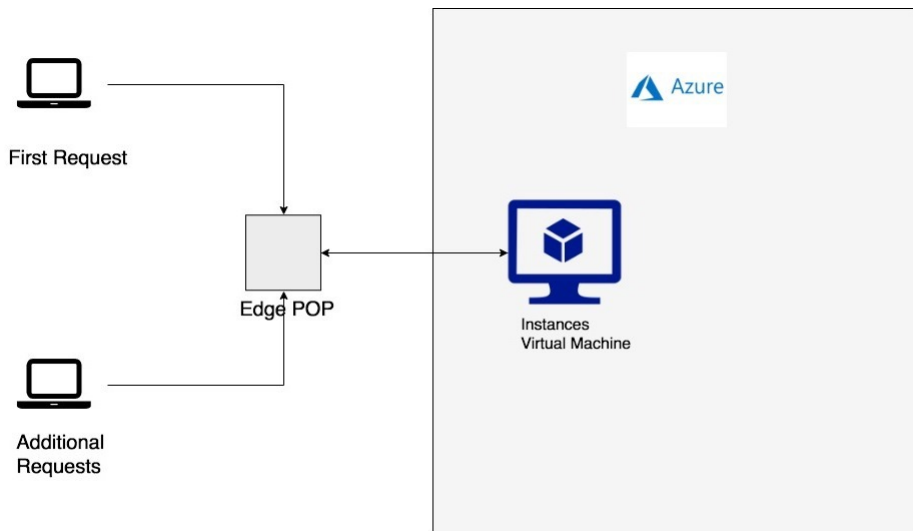 Azure
First Request
Edge POP
Instances
Virtual Machine
Additional
Requests